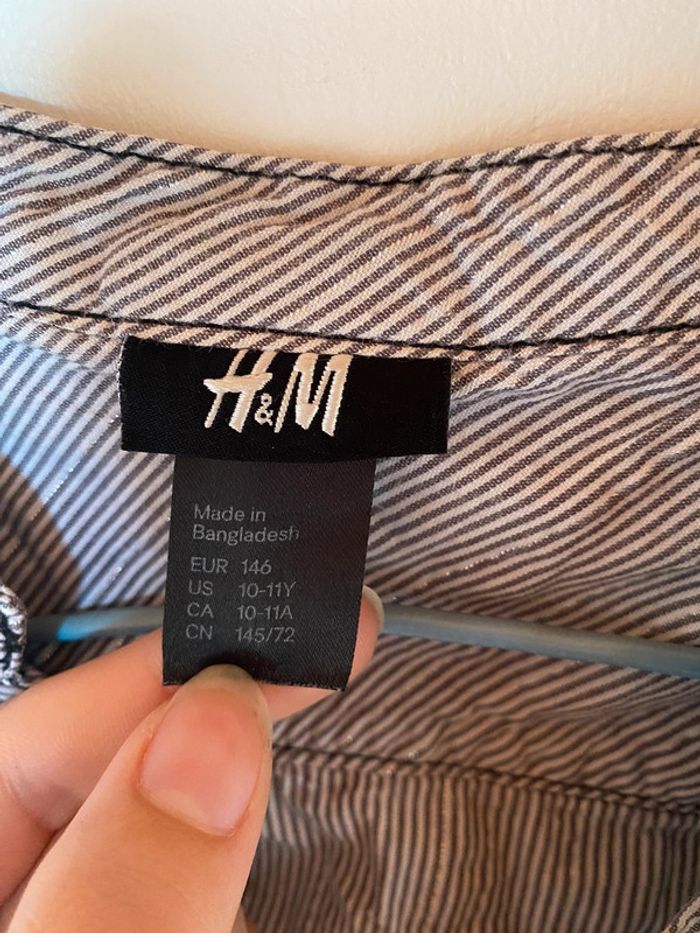 H&M
Made in
Bangladesh
EUR 146
US 10-11Y
CA 10-11A
CN 145/72